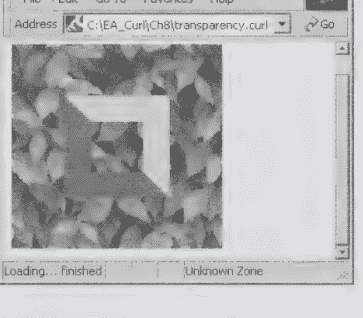 File Edit Go To Favorites Help
Address C:\EA_Curl\Ch8\transparency.curl Go
Loading... finished Unknown Zone